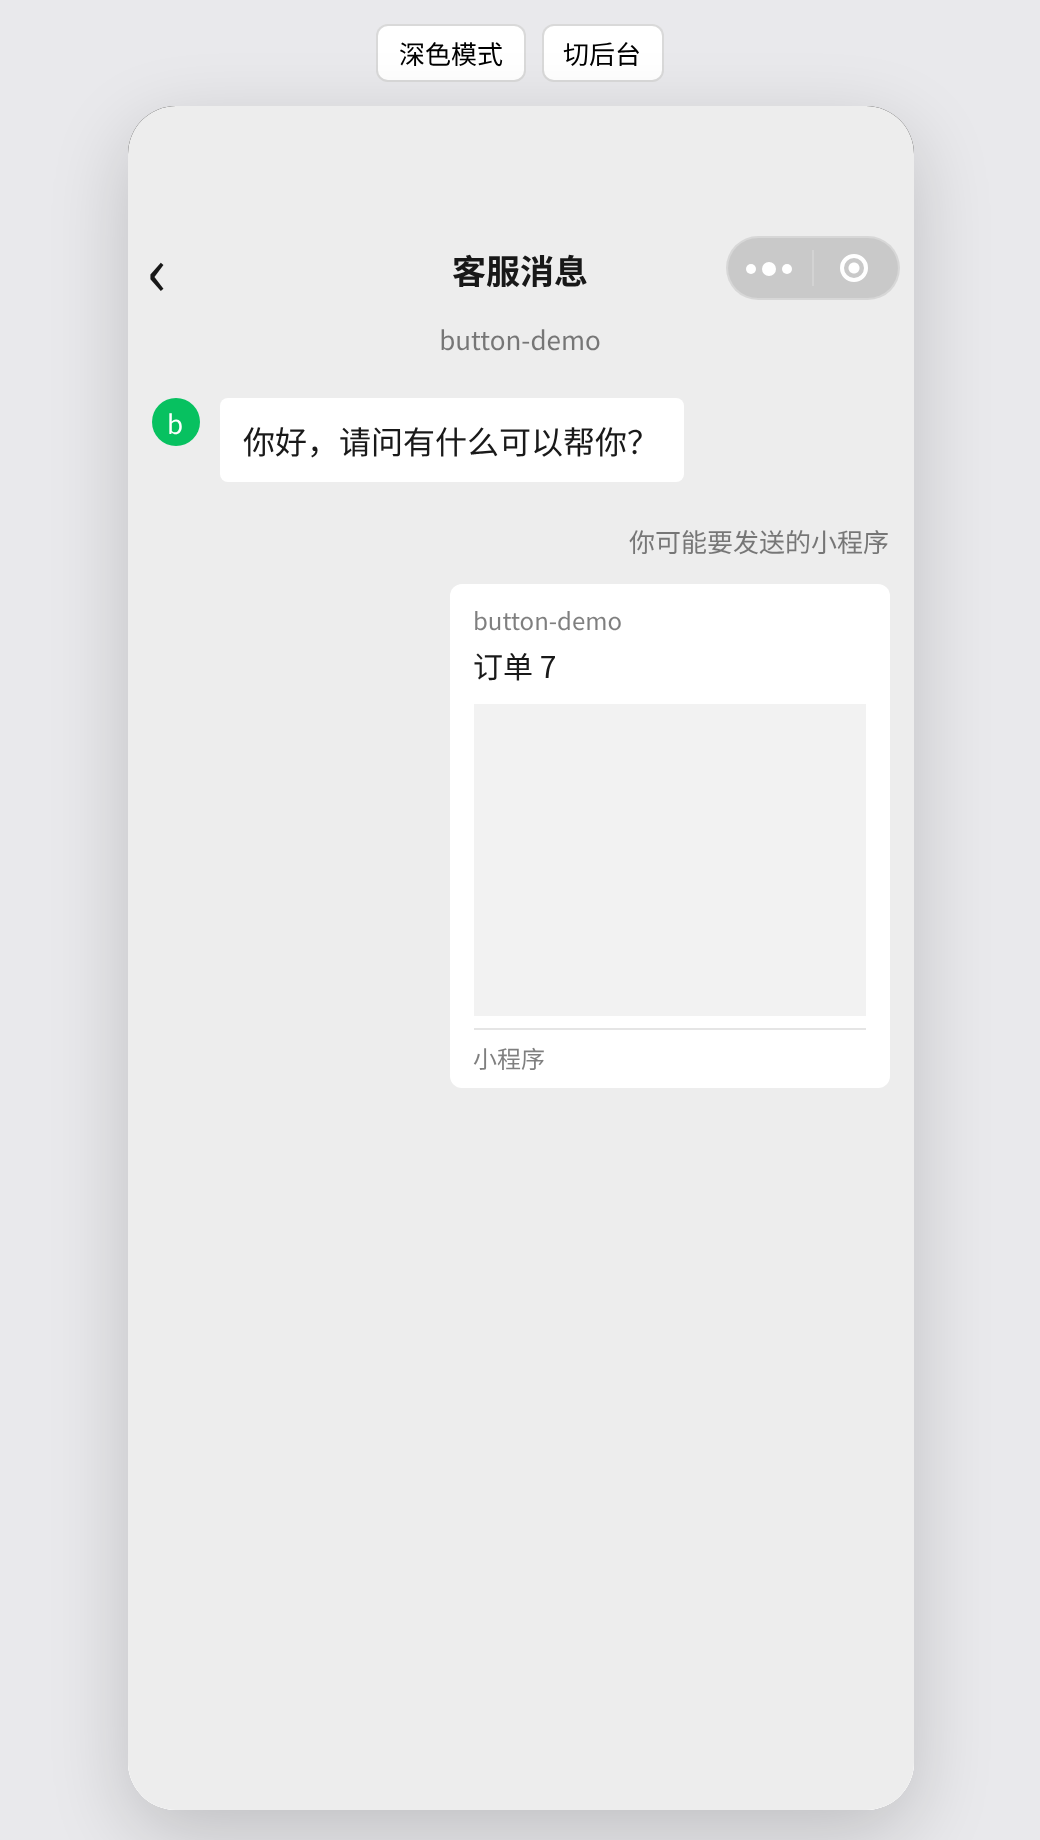 深色模式
切后台
客服消息
button-demo
b
你好，请问有什么可以帮你？
你可能要发送的小程序
button-demo
订单 7
小程序